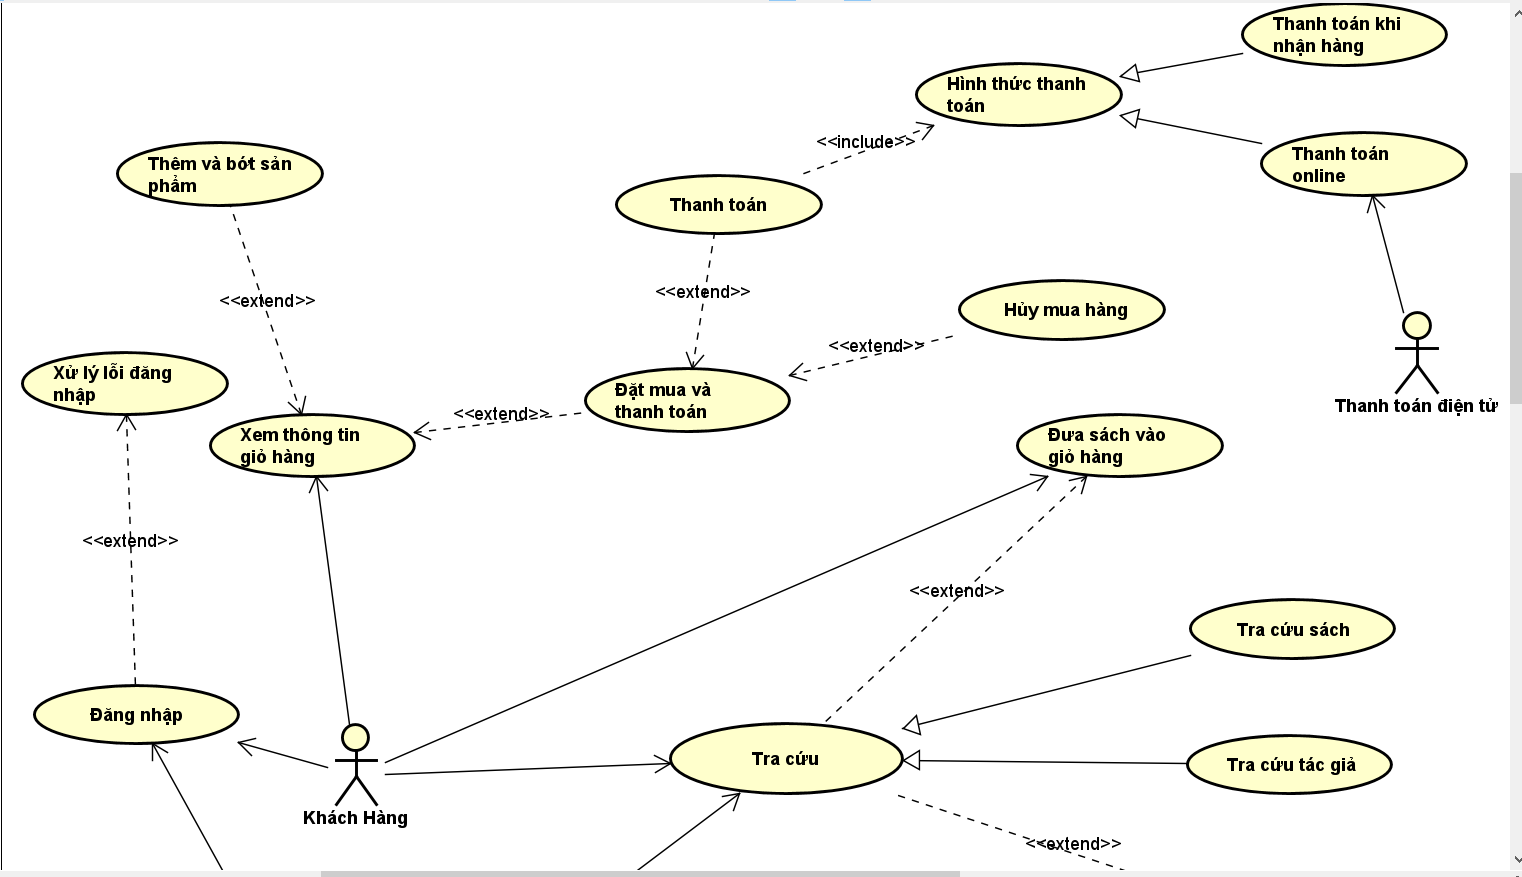 Thanh toán khi
nhận hàng
Hình thức thanh
toán
<<include>>
Thanh toán
online
Thêm và bớt sản
phẩm
Thanh toán
<<extend>>
<<extend>>
Hủy mua hàng
<<extend>>
Xử lý lỗi đăng
nhập
Đặt mua và
thanh toán
Thanh toán điện tử
<<extend>>
Xem thông tin
giỏ hàng
Đưa sách vào
giỏ hàng
<<extend>>
<<extend>>
Tra cứu sách
Đăng nhập
Tra cứu
Tra cứu tác giả
Khách Hàng
<<extend>>